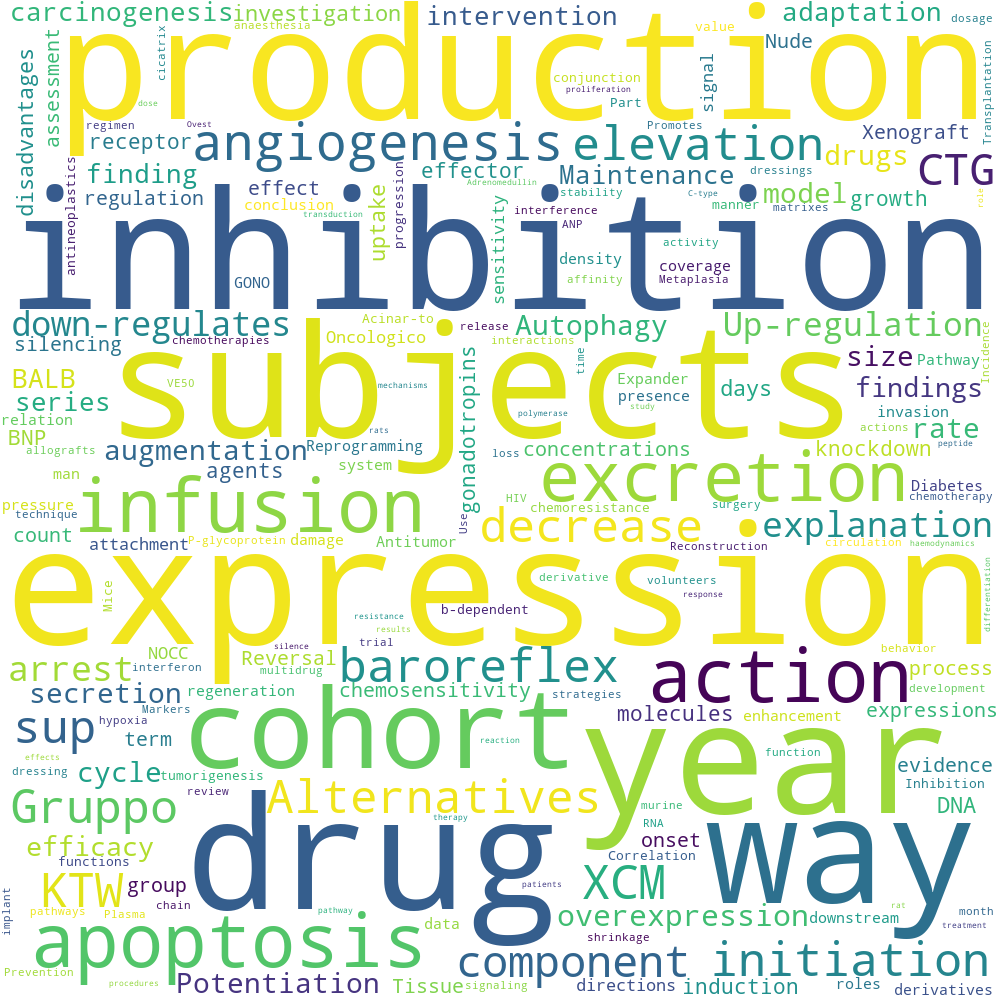 carcinogenesis
investigation
anaesthesia
intervention
value
adaptation
dosage
production
cicatrix
Nude
disadvantages
assessment
conjunction
proliferation
signal
Transplantation
dose
Part
regimen
Ovest
Promotes
receptor
angiogenesis
elevation
Xenograft
drugs
CTG
finding
effector
Maintenance
dressings
antineoplastics
regulation
effect
Adrenomedullin
stability
C-type
model
growth
role
conclusion
transduction
uptake
progression
sensitivity
interference
ANP
manner
matrixes
inhibition
activity
density
coverage
GONO
affinity
Metaplasia
down-regulates
Acinar-to
release
Autophagy
Up-regulation
silencing
chemotherapies
Oncologico
interactions
time
size
Pathway
Incidence
subjects
BALB
VE50
mechanisms
gonadotropins
Expander
days
findings
series
presence
study
invasion
relation
rats
polymerase
actions
rate
BNP
allografts
augmentation
Reprogramming
loss
concentrations
knockdown
peptide
man
agents
system
excretion
Diabetes
infusion
HIV
chemotherapy
pressure
technique
chemoresistance
surgery
Use
decrease
explanation
count
attachment
P-glycoprotein
damage
Antitumor
Reconstruction
circulation
haemodynamics
expression
Mice
derivative
volunteers
response
differentiation
b-dependent
resistance
results
NOCC
silence
trial
behavior
arrest
interferon
Reversal
multidrug
baroreflex
action
process
secretion
regeneration
chemosensitivity
strategies
development
Markers
sup
hypoxia
cohort
molecules
enhancement
expressions
term
reaction
year
function
effects
evidence
dressing
cycle
tumorigenesis
Inhibition
review
Alternatives
murine
DNA
Gruppo
drug
therapy
RNA
way
efficacy
onset
functions
Correlation
KTW
group
patients
XCM
implant
chain
rat
pathways
Plasma
pathway
overexpression
downstream
month
apoptosis
data
treatment
shrinkage
component
initiation
Prevention
procedures
Potentiation
Tissue
signaling
directions
induction
roles
derivatives